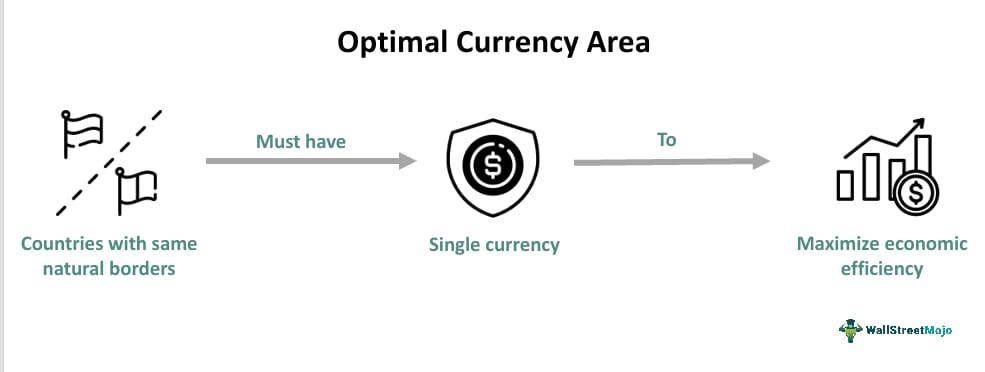 Optimal Currency Area
Must have
To
$
$
Countries with same
natural borders
Single currency
Maximize economic
efficiency
WallStreetMojo